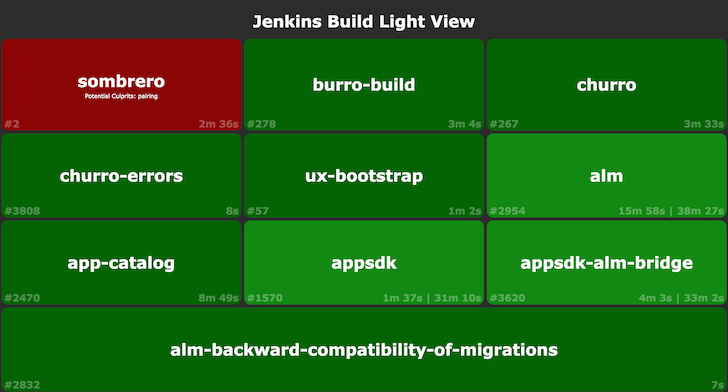 Jenkins Build Light View
sombrero
Potential Culprits: pairing
#2 2m 36s
burro-build
#278 3m 4s
churro
#267 3m 33s
churro-errors
#3808 8s
ux-bootstrap
#57 1m 2s
alm
#2954 15m 58s | 38m 27s
app-catalog
#2470 8m 49s
appsdk
#1570 1m 37s | 31m 10s
appsdk-alm-bridge
#3620 4m 3s | 33m 2s
alm-backward-compatibility-of-migrations
#2832 7s